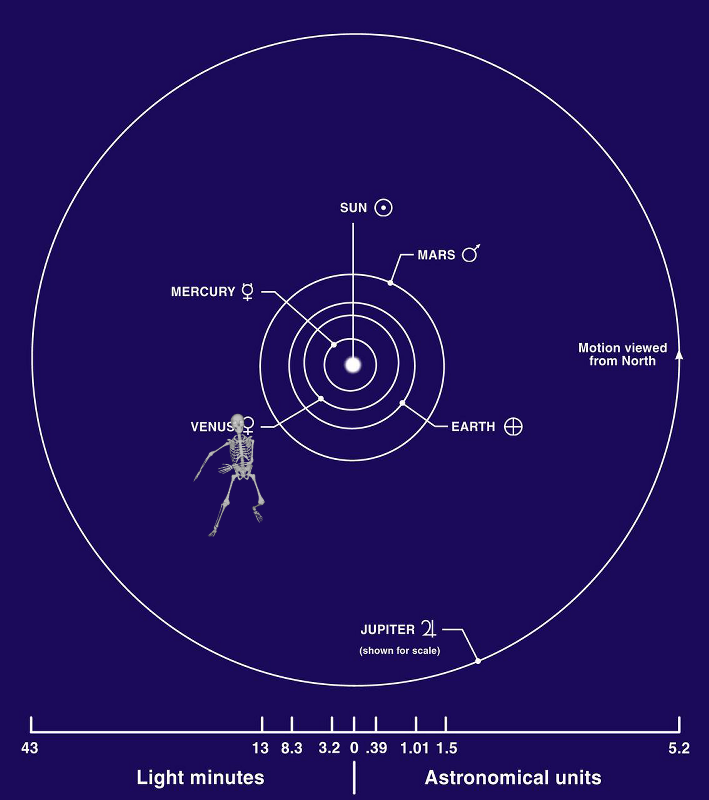 SUN
MARS
MERCURY
Motion viewed
from North
VENUS
EARTH
JUPITER
(shown for scale)
43 13 8.3 3.2 0 .39 1.01 1.5 5.2
Light minutes
Astronomical units